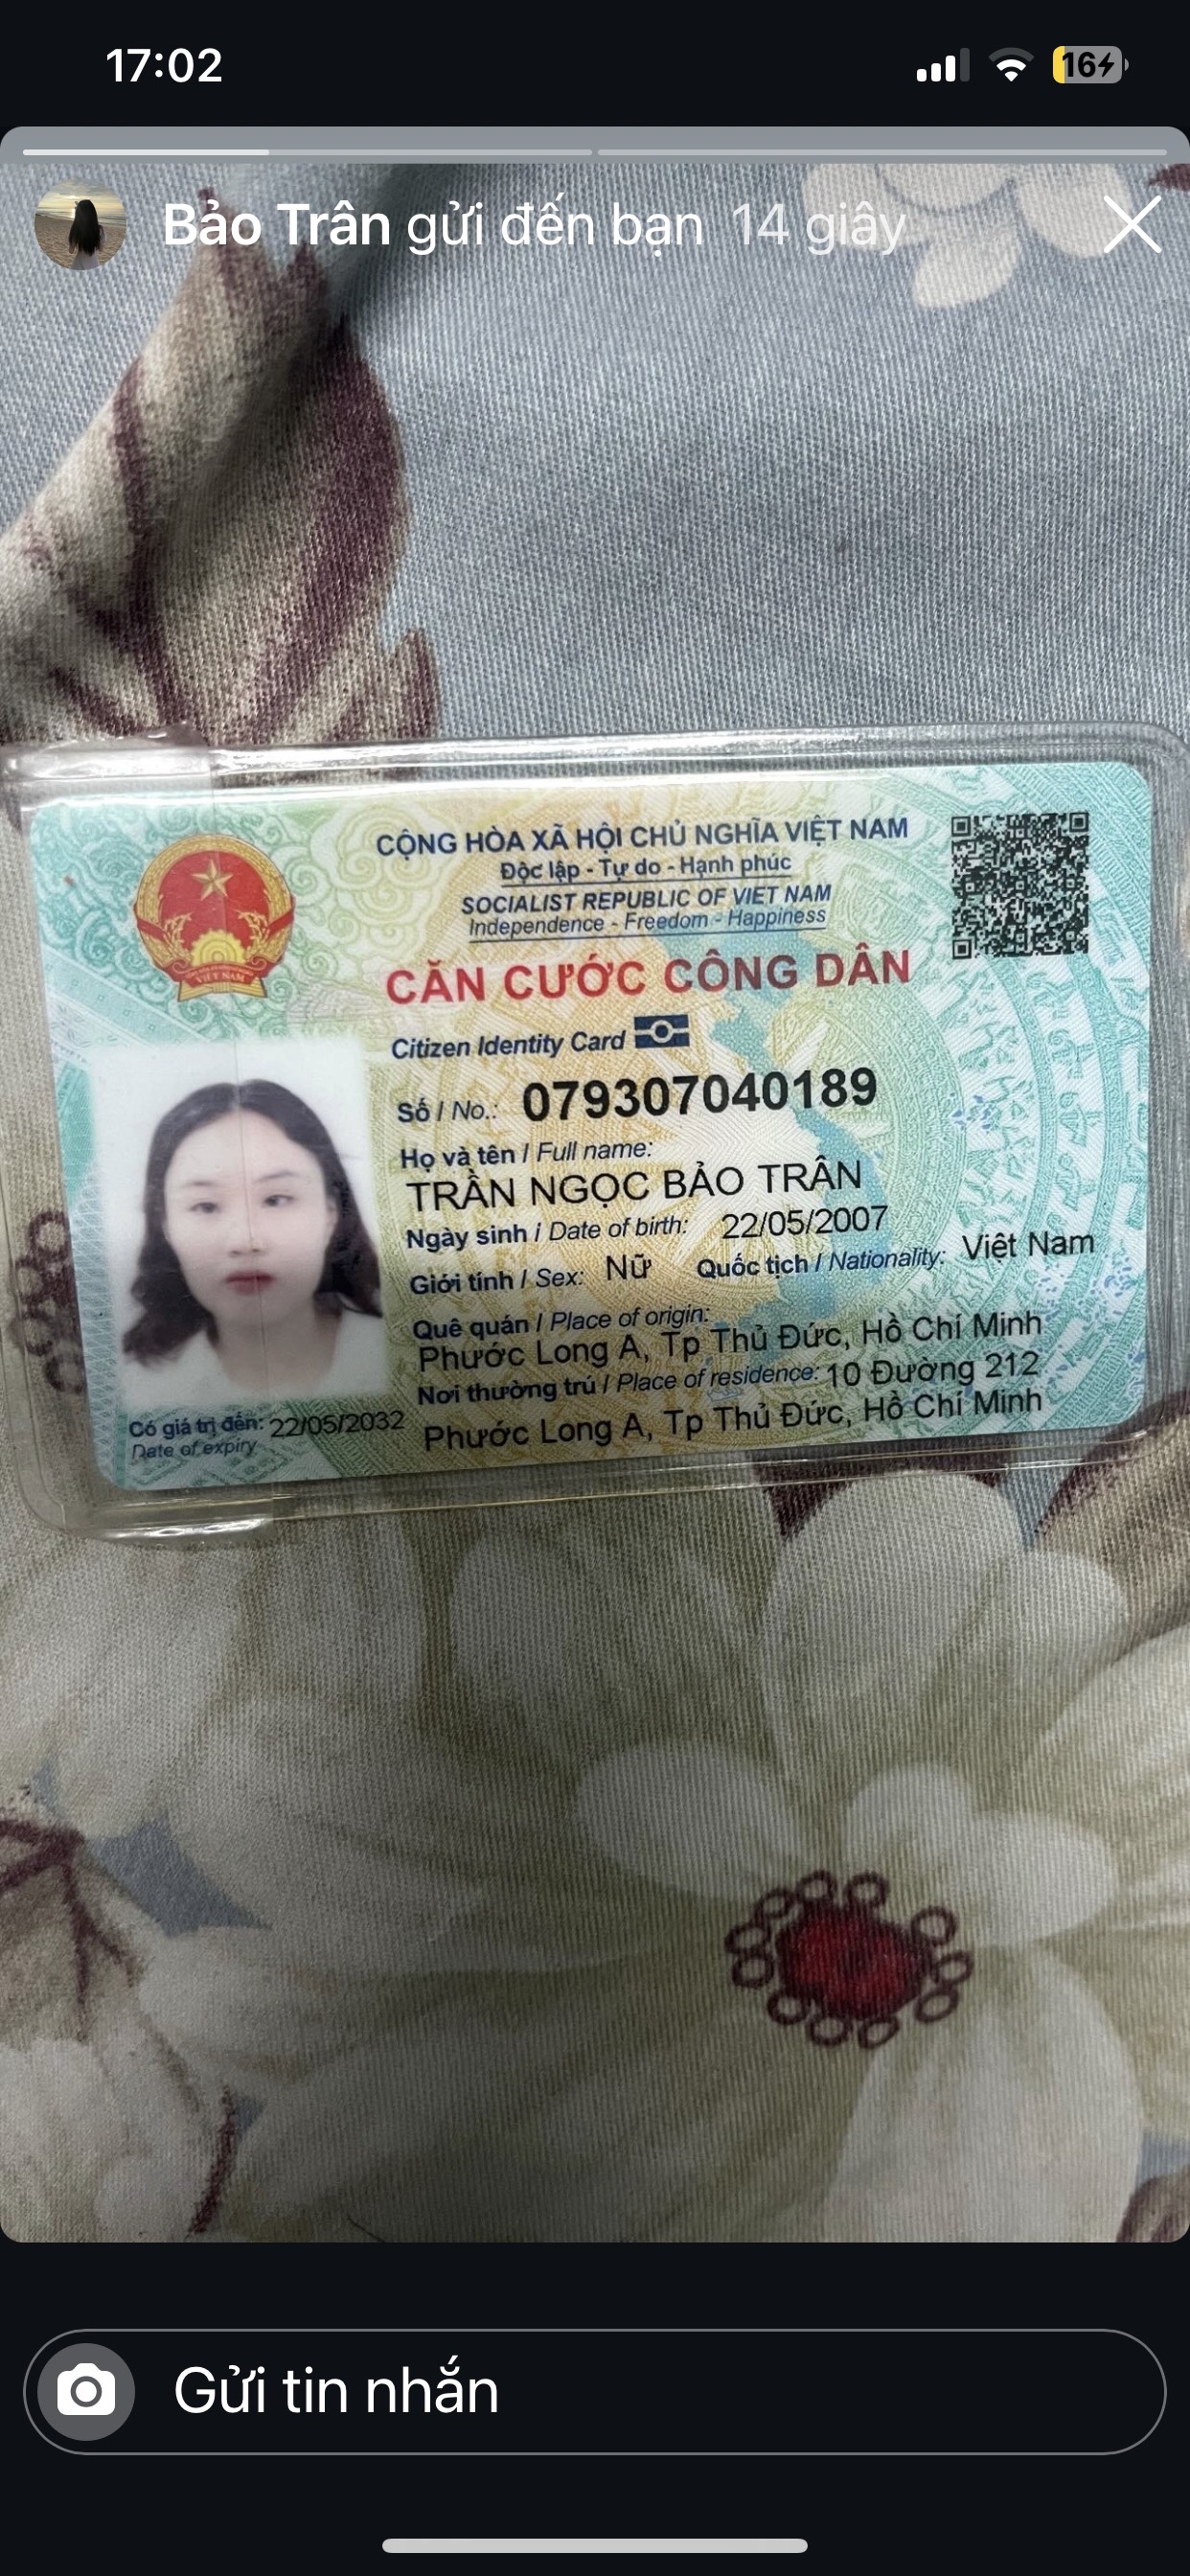 17:02
16
Bảo Trân gửi đến bạn 14 giây
CỘNG HÒA XÃ HỘI CHỦ NGHĨA VIỆT NAM
Độc lập - Tự do - Hạnh phúc
SOCIALIST REPUBLIC OF VIET NAM
Independence - Freedom - Happiness
CĂN CƯỚC CÔNG DÂN
Citizen Identity Card
VIỆT NAM
Số / No.: 079307040189
Họ và tên / Full name:
TRẦN NGỌC BẢO TRÂN
Ngày sinh / Date of birth: 22/05/2007
Giới tính / Sex: Nữ Quốc tịch / Nationality: Việt Nam
Quê quán / Place of origin:
Phước Long A, Tp Thủ Đức, Hồ Chí Minh
Nơi thường trú / Place of residence: 10 Đường 212
Phước Long A, Tp Thủ Đức, Hồ Chí Minh
Có giá trị đến: 22/05/2032
Date of expiry
Gửi tin nhắn